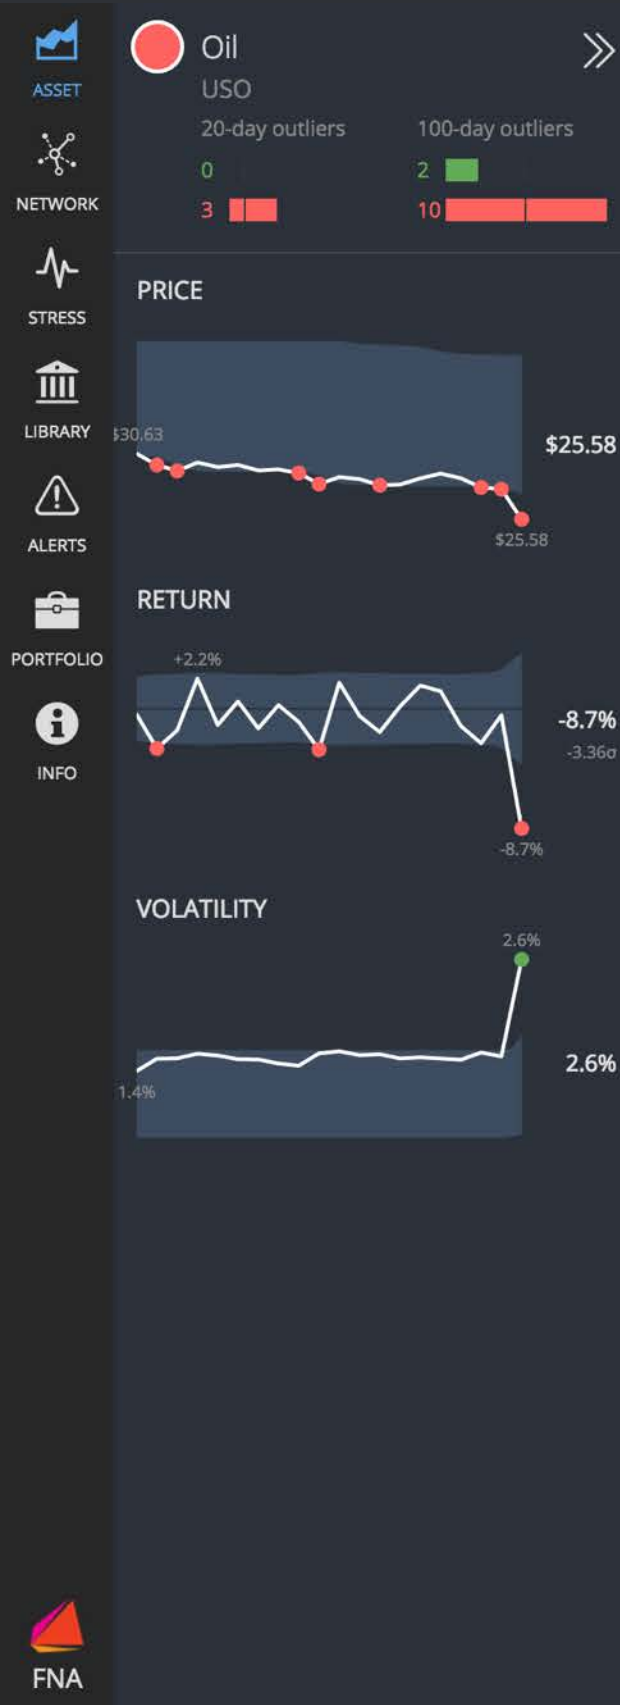 ASSET
NETWORK
STRESS
LIBRARY
ALERTS
PORTFOLIO
INFO
FNA
Oil
USO
20-day outliers 100-day outliers
0 2
3 10
PRICE
$30.63
$25.58
$25.58
RETURN
+2.2%
-8.7%
-3.36σ
-8.7%
VOLATILITY
2.6%
2.6%
1.4%